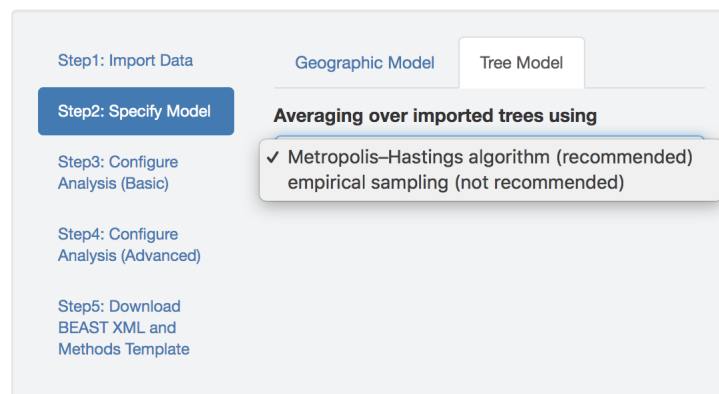 Step1: Import Data
Step2: Specify Model
Step3: Configure
Analysis (Basic)
Step4: Configure
Analysis (Advanced)
Step5: Download
BEAST XML and
Methods Template
Geographic Model
Tree Model
Averaging over imported trees using
✓ Metropolis–Hastings algorithm (recommended)
empirical sampling (not recommended)